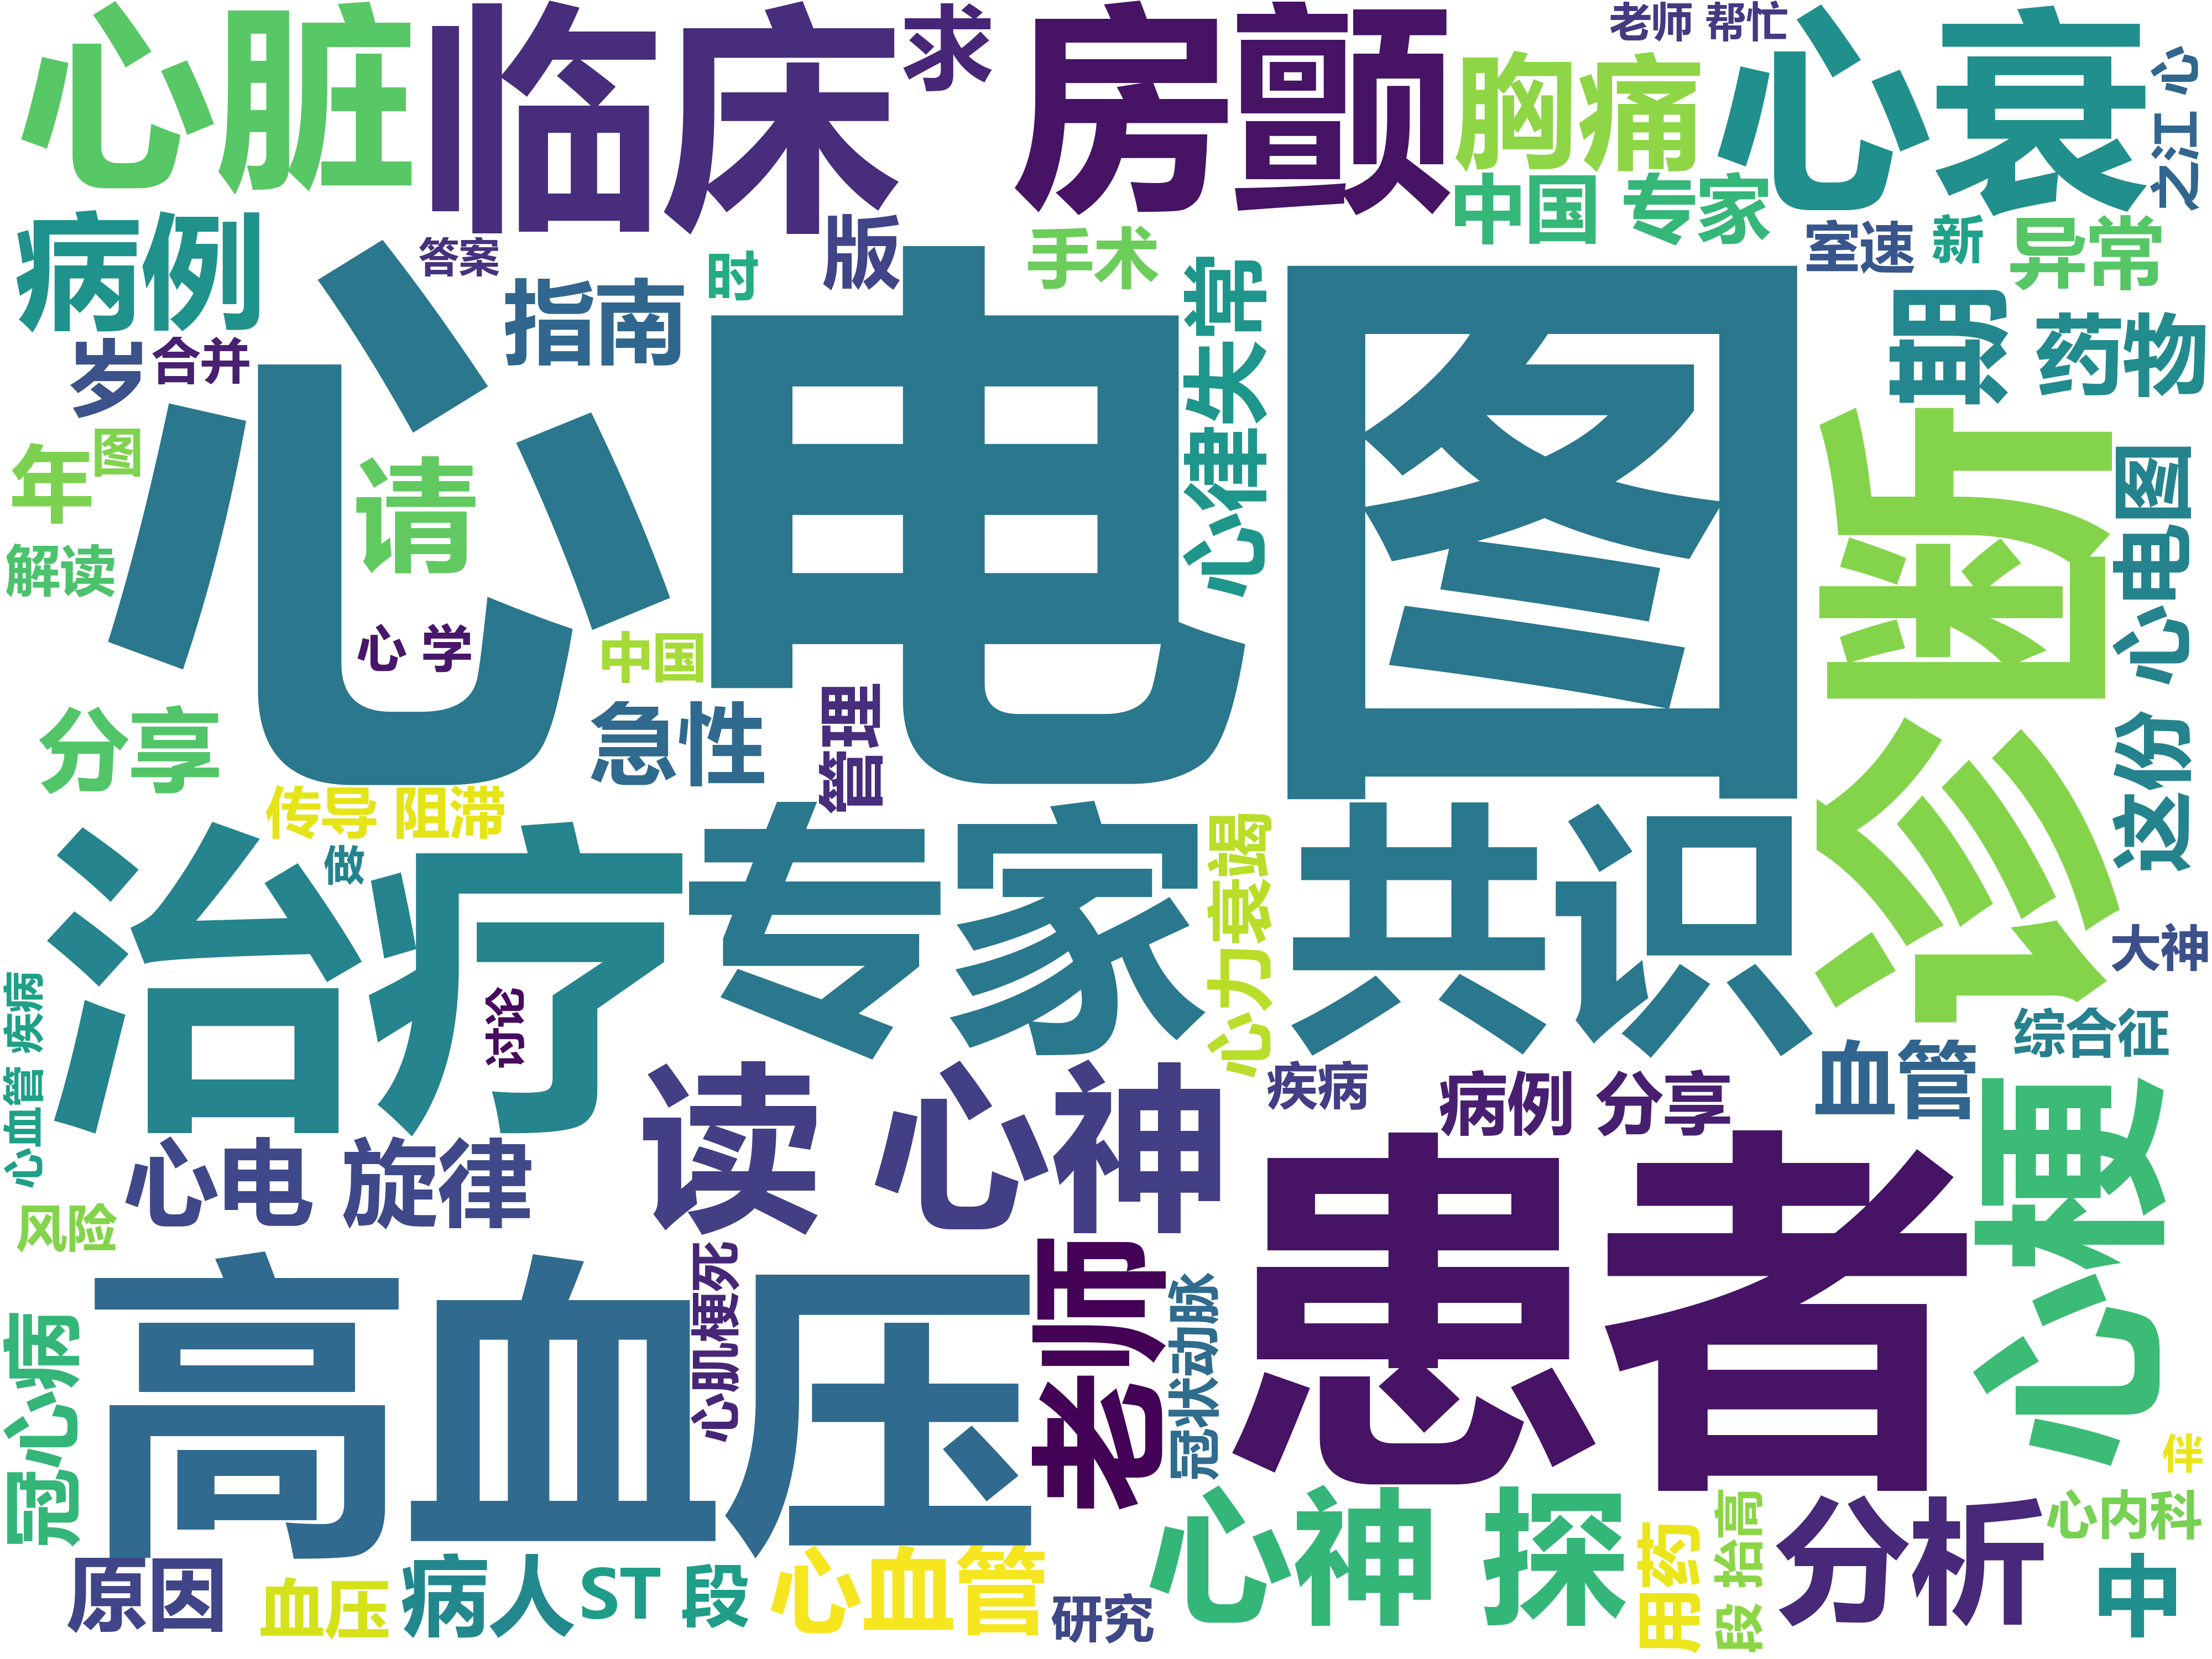 心脏
临床
求
房颤
胸痛
心衰
老师 帮忙
之江 心
中国 专家
病例
答案
指南
时
版
手术
心律失常
室速
新
异常
期
药物
岁
合并
心电图
年
图
请
解读
诊断
心电图
心 学
中国
分享
急性
管理
这份
传导 阻滞
做
治疗
专家
共识
心力衰竭
大神
讨论
心血管 疾病
综合征
血管
读
心神
疾病
病例 分享
心梗
心电
旋律
患者
风险
高血压
心肌梗死
老师
冠状动脉
冠心病
伴
原因
血压
病人
ST 段
心血管
研究
心神 探
用药
段 抬高
分析
心内科
中